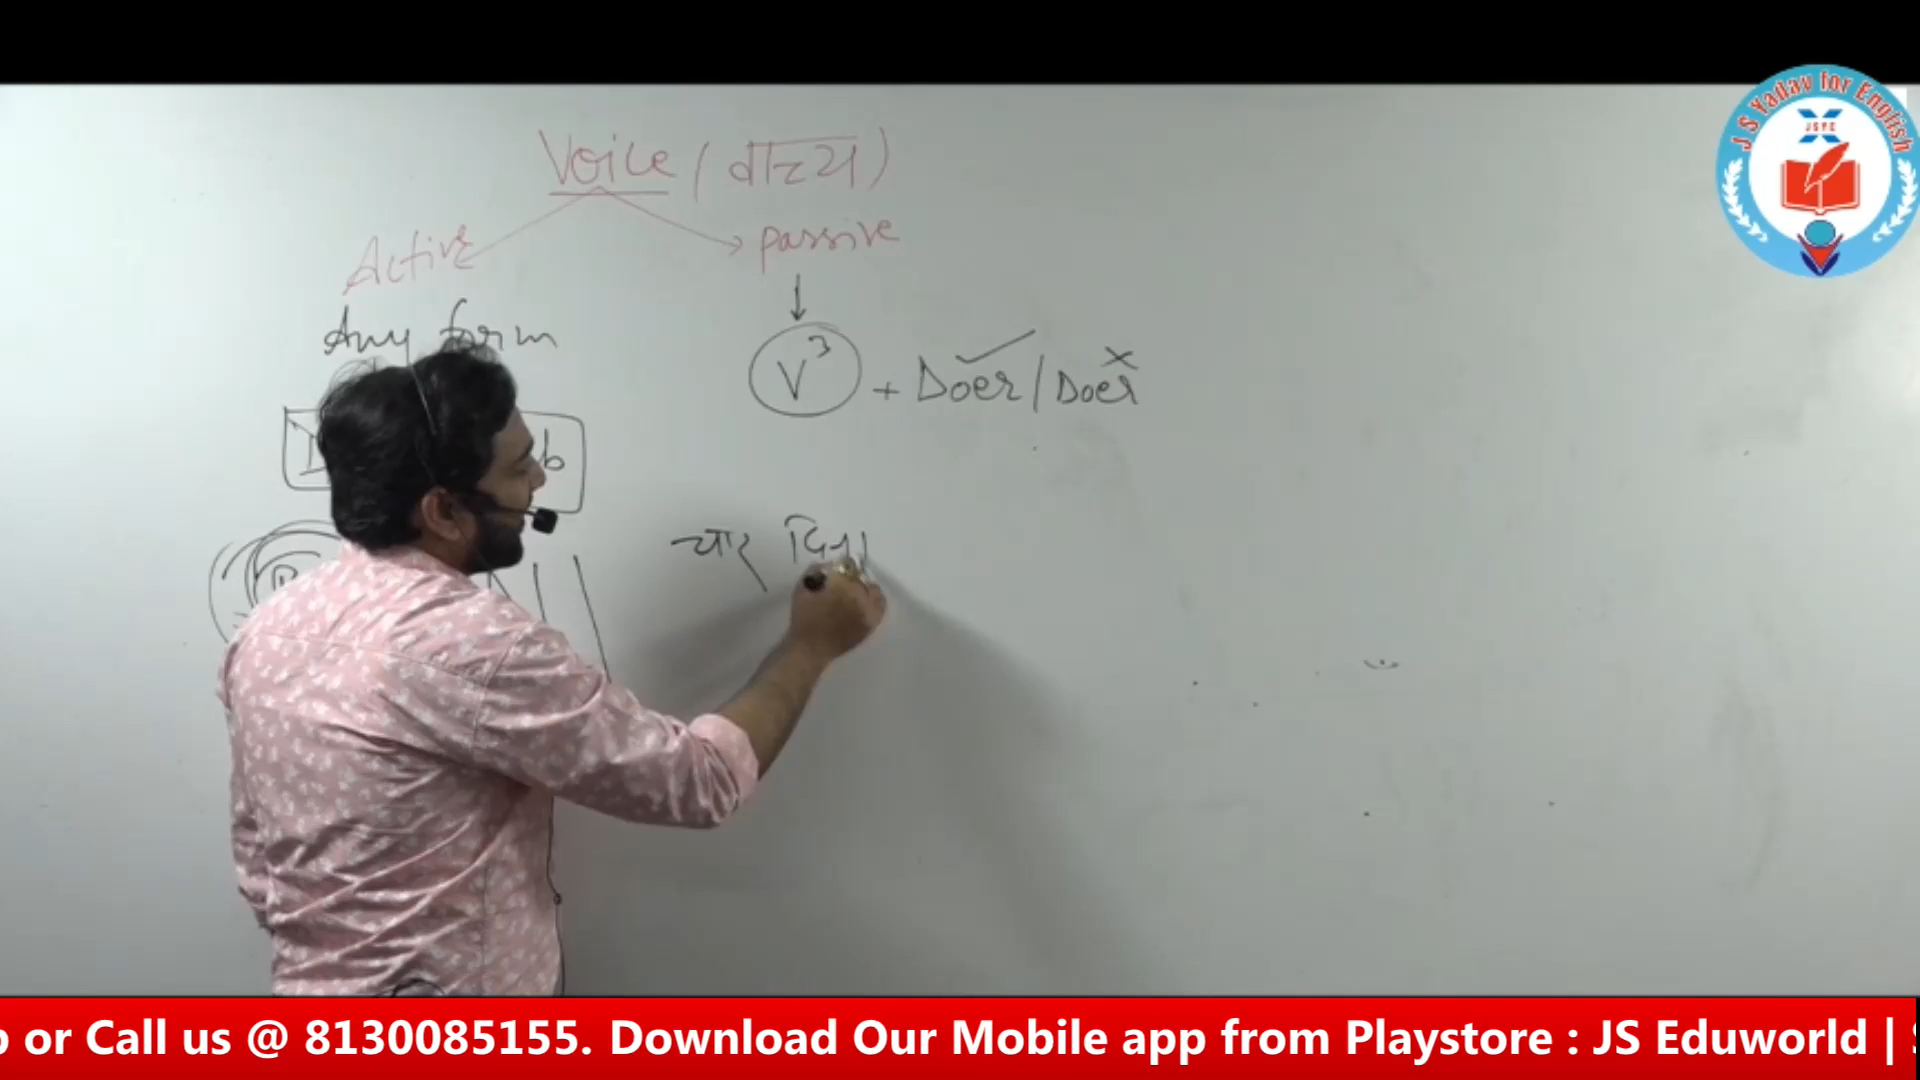 Voice (वाच्य)
Active
passive
Any form
V³ + Doer / Doer
b
चार
J S Yadav for English
JSYE
or Call us @ 8130085155. Download Our Mobile app from Playstore : JS Eduworld |